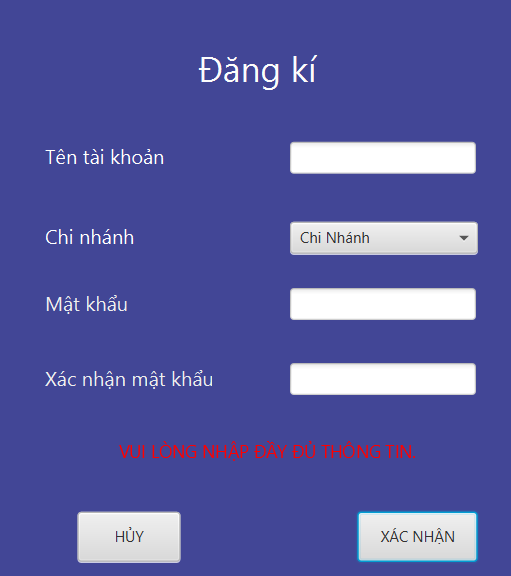 Đăng kí
Tên tài khoản
Chi nhánh
Chi Nhánh
Mật khẩu
Xác nhận mật khẩu
VUI LÒNG NHẬP ĐẦY ĐỦ THÔNG TIN.
HỦY
XÁC NHẬN